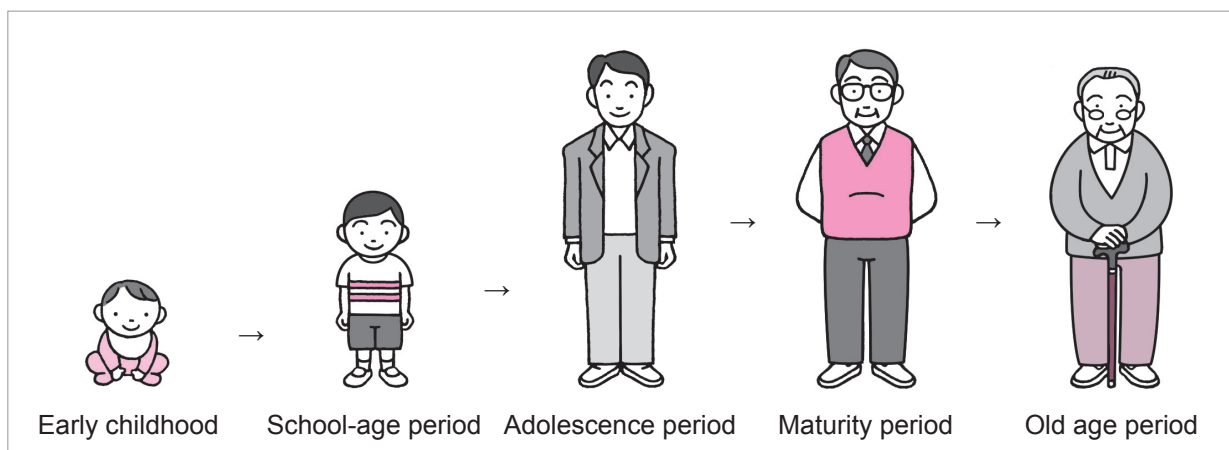 Early childhood
School-age period
Adolescence period
Maturity period
Old age period